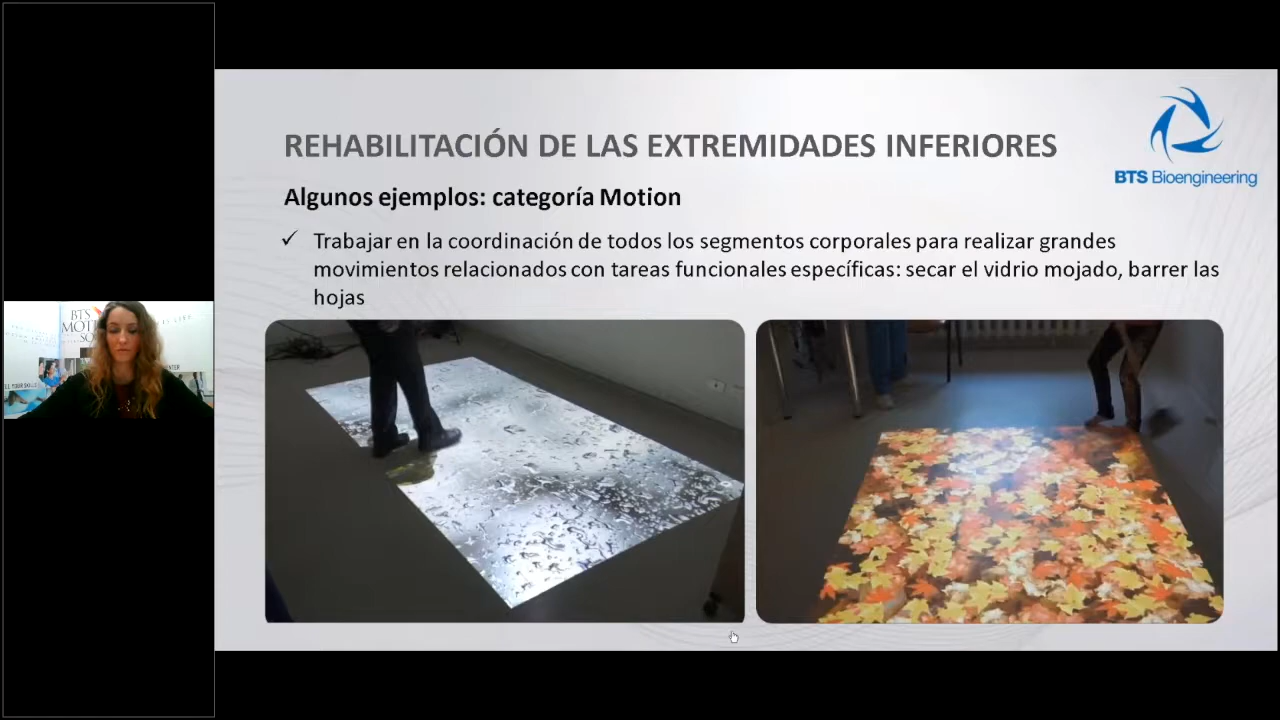 REHABILITACIÓN DE LAS EXTREMIDADES INFERIORES
BTS Bioengineering
Algunos ejemplos: categoría Motion
✓ Trabajar en la coordinación de todos los segmentos corporales para realizar grandes
movimientos relacionados con tareas funcionales específicas: secar el vidrio mojado, barrer las
hojas
BTS